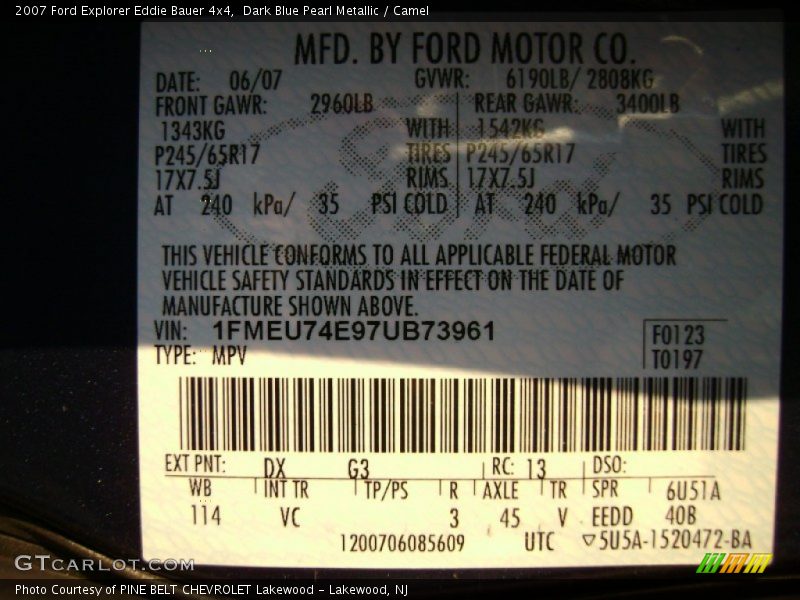 2007 Ford Explorer Eddie Bauer 4x4, Dark Blue Pearl Metallic / Camel
MFD. BY FORD MOTOR CO.
DATE: 06/07 GVWR: 6190LB/ 2808KG
FRONT GAWR: 2960LB REAR GAWR: 3400LB
1343KG WITH 1542KG WITH
P245/65R17 TIRES P245/65R17 TIRES
17X7.5J RIMS 17X7.5J RIMS
AT 240 kPa/ 35 PSI COLD AT 240 kPa/ 35 PSI COLD
THIS VEHICLE CONFORMS TO ALL APPLICABLE FEDERAL MOTOR
VEHICLE SAFETY STANDARDS IN EFFECT ON THE DATE OF
MANUFACTURE SHOWN ABOVE.
VIN: 1FMEU74E97UB73961 F0123
TYPE: MPV T0197
EXT PNT: DX G3 RC: 13 DSO:
WB INT TR TP/PS R AXLE TR SPR 6U51A
114 VC 3 45 V EEDD 40B
1200706085609 UTC ▽5U5A-1520472-BA
GTCARLOT.COM
Photo Courtesy of PINE BELT CHEVROLET Lakewood - Lakewood, NJ